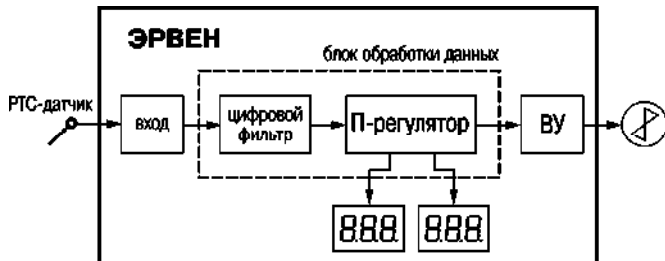 ЭРВЕН
блок обработки данных
РТС-датчик
вход
цифровой
фильтр
П-регулятор
ВУ
8.8.8
8.8.8